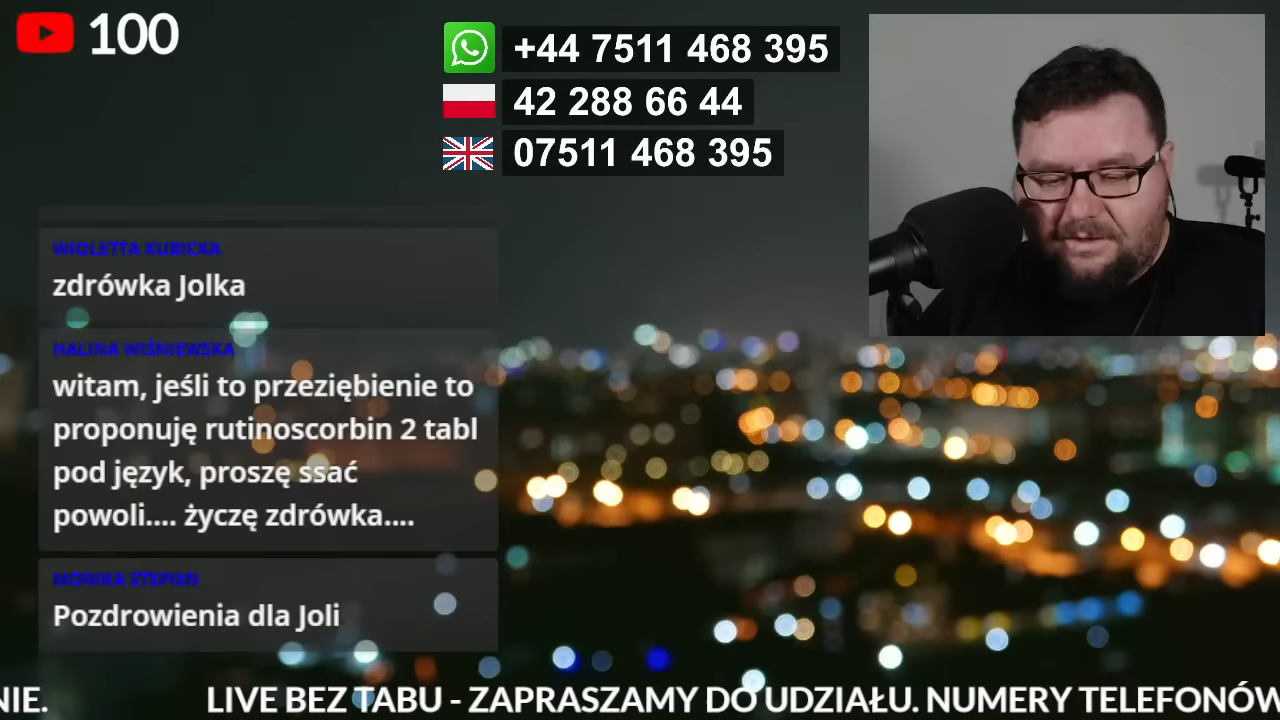 100
+44 7511 468 395
42 288 66 44
07511 468 395
WIOLETTA KUBICKA
zdrówka Jolka
HALINA WIŚNIEWSKA
witam, jeśli to przeziębienie to
proponuję rutinoscorbin 2 tabl
pod język, proszę ssać
powoli.... życzę zdrówka....
MONIKA STEPIEN
Pozdrowienia dla Joli
NIE. LIVE BEZ TABU - ZAPRASZAMY DO UDZIAŁU. NUMERY TELEFONÓW